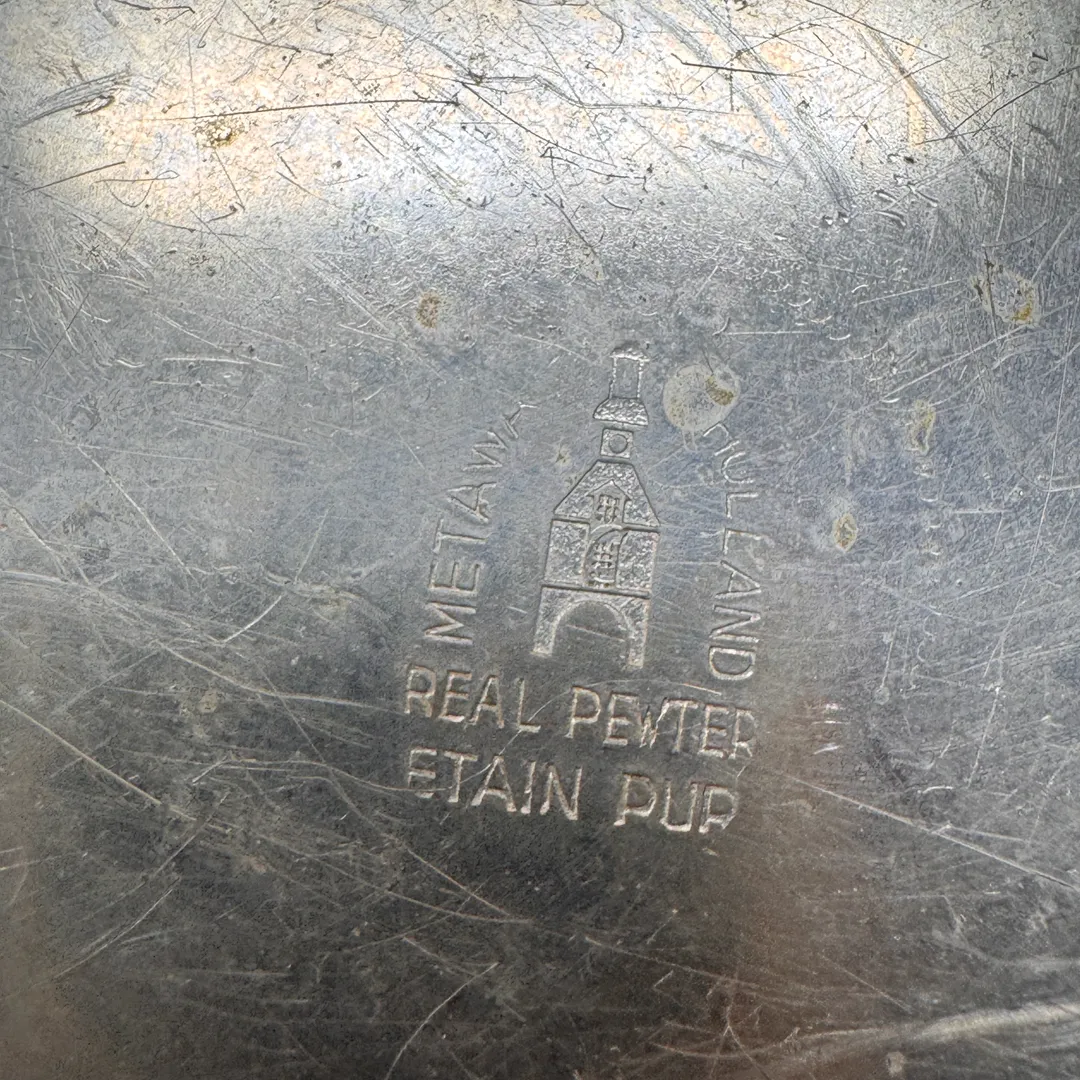 METAWA
HOLLAND
REAL PEWTER
ETAIN PUR